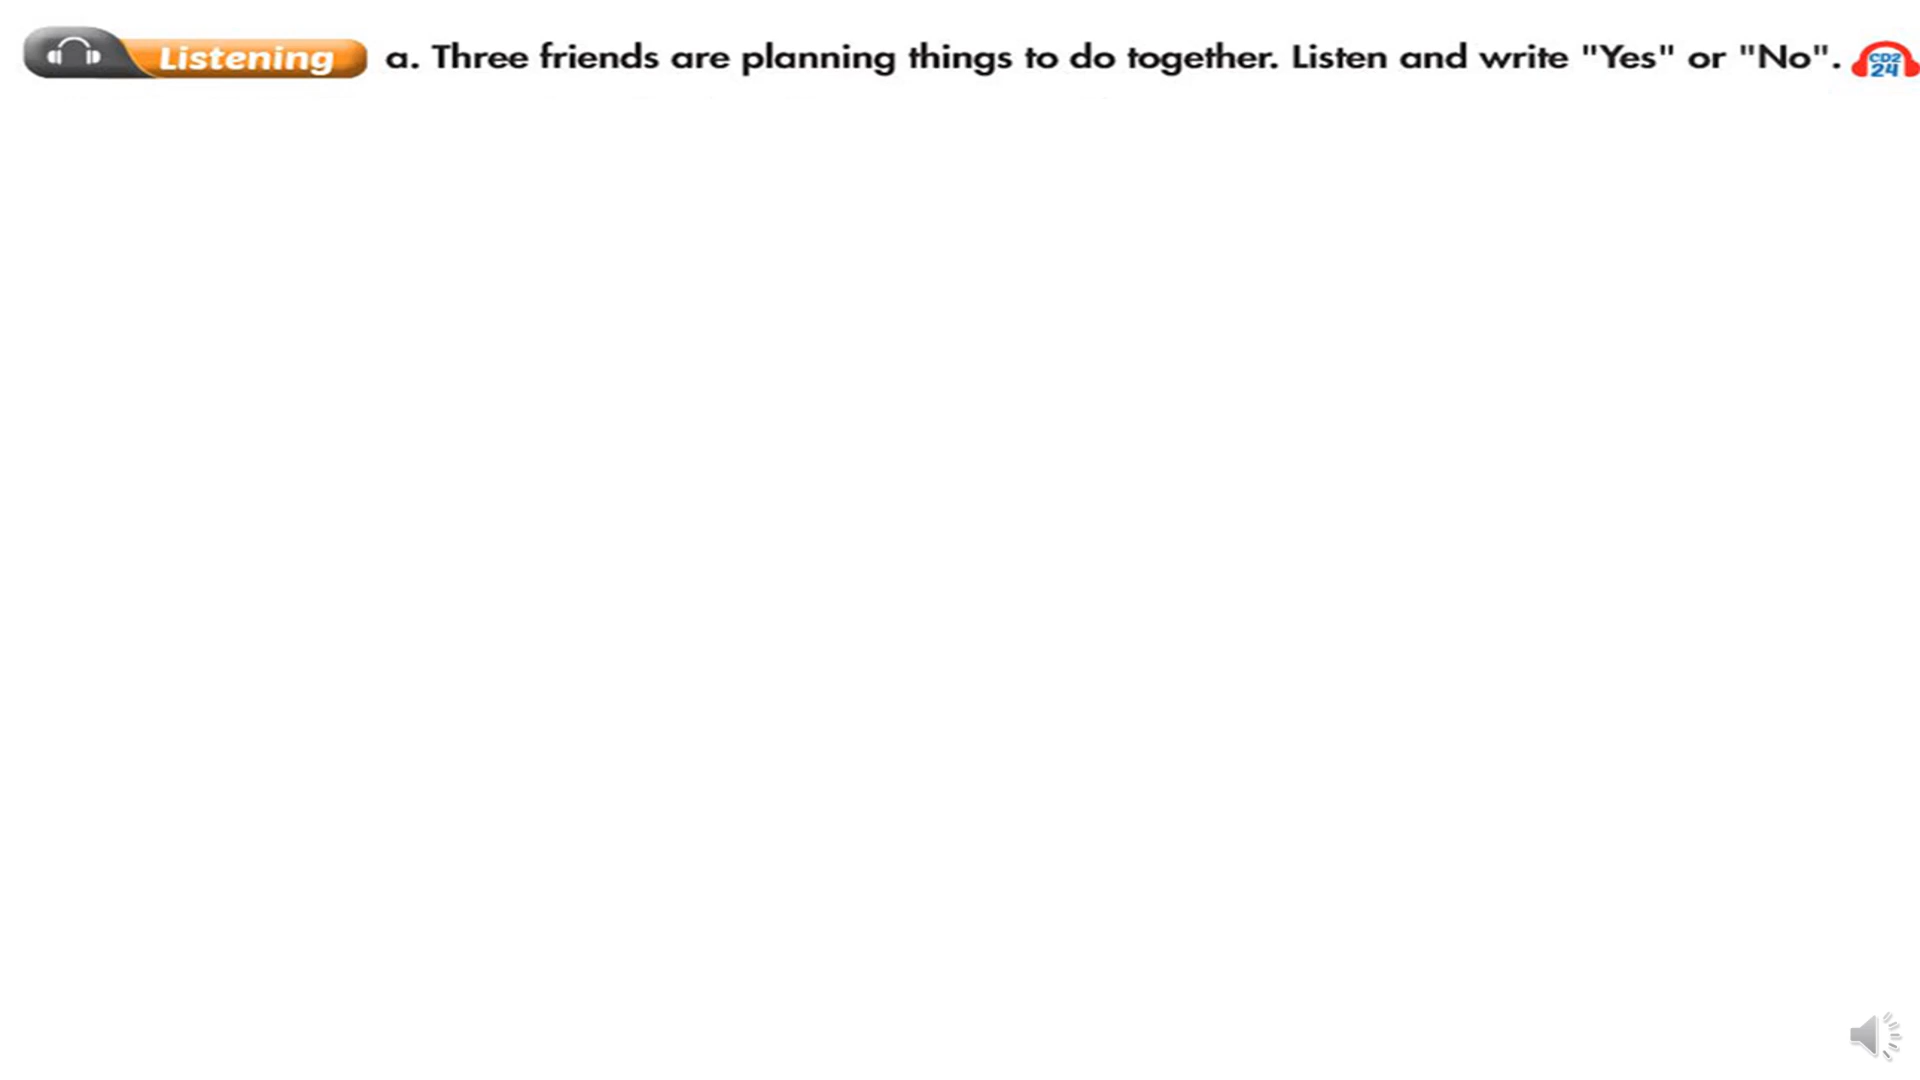 Listening a. Three friends are planning things to do together. Listen and write "Yes" or "No". CD2 24